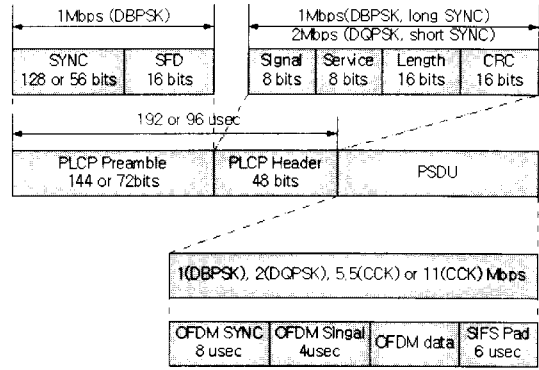 1Mbps (DBPSK)
1Mbps(DBPSK, long SYNC)
2Mbps (DQPSK, short SYNC)
SYNC
128 or 56 bits
SFD
16 bits
Signal
8 bits
Service
8 bits
Length
16 bits
CRC
16 bits
192 or 96 usec
PLCP Preamble
144 or 72bits
PLCP Header
48 bits
PSDU
1(DBPSK), 2(DQPSK), 5.5(CCK) or 11(CCK) Mbps
OFDM SYNC
8 usec
OFDM Singal
4usec
OFDM data
SIFS Pad
6 usec